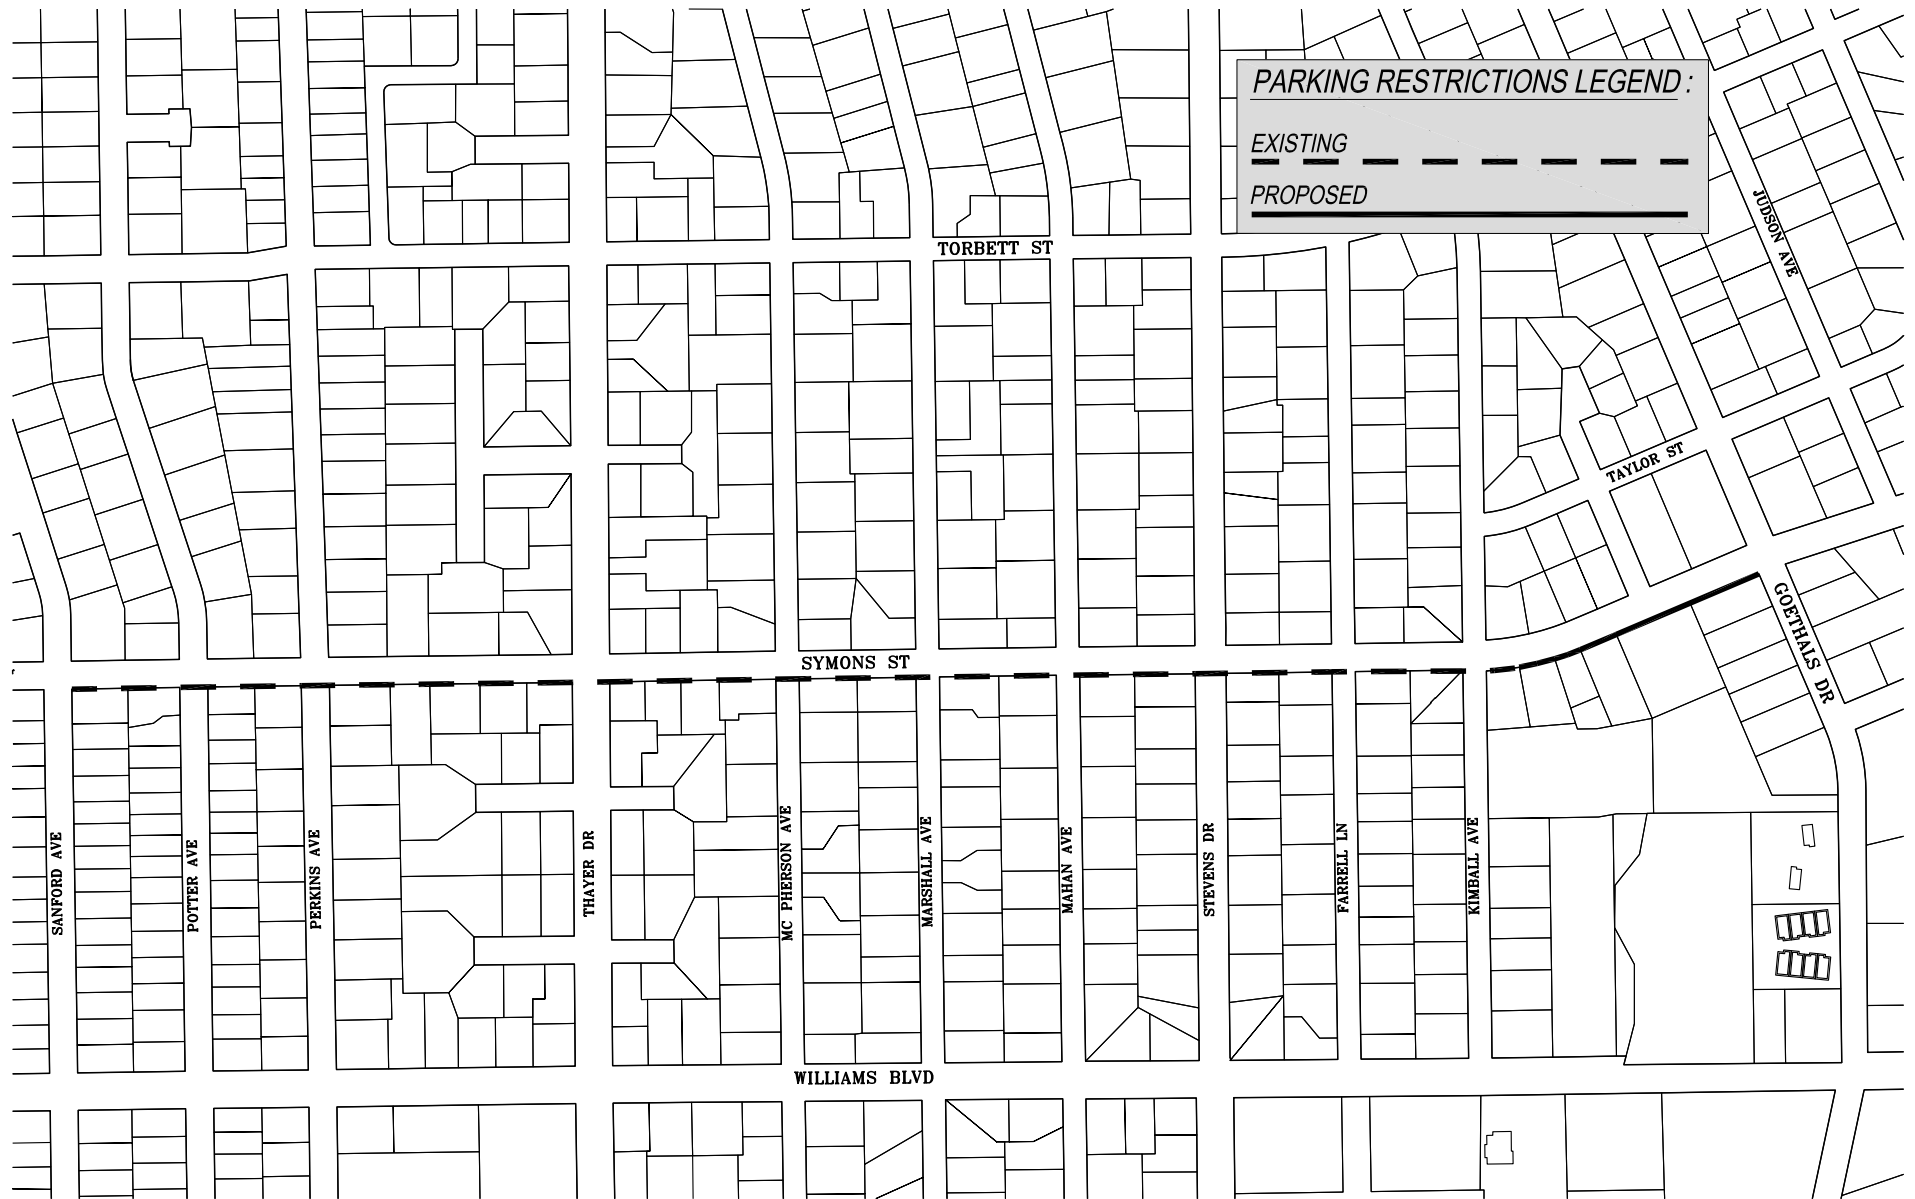 PARKING RESTRICTIONS LEGEND :
EXISTING
PROPOSED
JUDSON AVE
TORBETT ST
TAYLOR ST
GOETHALS DR
SYMONS ST
SANFORD AVE
POTTER AVE
PERKINS AVE
THAYER DR
MC PHERSON AVE
MARSHALL AVE
MAHAN AVE
STEVENS DR
FARRELL LN
KIMBALL AVE
WILLIAMS BLVD